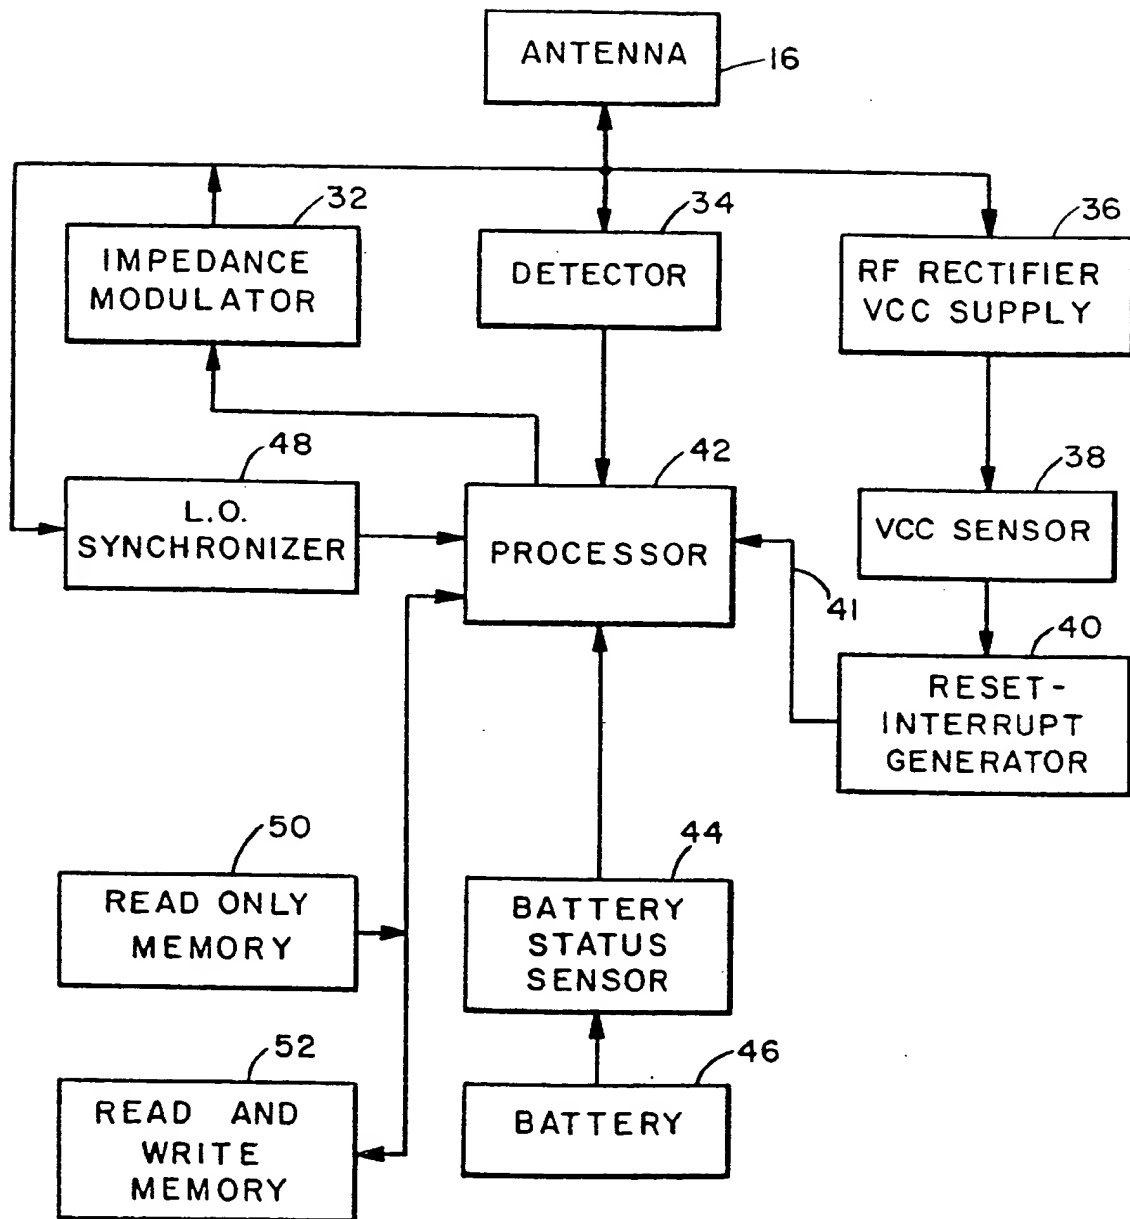 ANTENNA
16
32
IMPEDANCE
MODULATOR
34
DETECTOR
36
RF RECTIFIER
VCC SUPPLY
48
L.O.
SYNCHRONIZER
42
PROCESSOR
38
VCC SENSOR
41
40
RESET-
INTERRUPT
GENERATOR
50
READ ONLY
MEMORY
44
BATTERY
STATUS
SENSOR
52
READ AND
WRITE
MEMORY
46
BATTERY